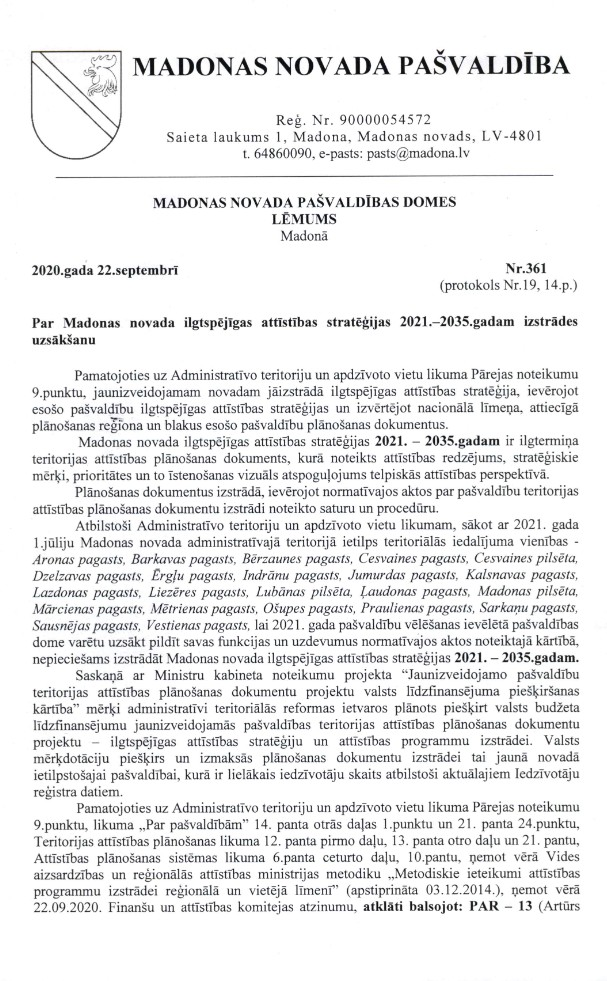 MADONAS NOVADA PAŠVALDĪBA
Reģ. Nr. 90000054572
Saieta laukums 1, Madona, Madonas novads, LV-4801
t. 64860090, e-pasts: pasts@madona.lv
MADONAS NOVADA PAŠVALDĪBAS DOMES
LĒMUMS
Madonā
2020.gada 22.septembrī
Nr.361
(protokols Nr.19, 14.p.)
Par Madonas novada ilgtspējīgas attīstības stratēģijas 2021.–2035.gadam izstrādes
uzsākšanu
Pamatojoties uz Administratīvo teritoriju un apdzīvoto vietu likuma Pārejas noteikumu
9.punktu, jaunizveidojamam novadam jāizstrādā ilgtspējīgas attīstības stratēģija, ievērojot
esošo pašvaldību ilgtspējīgas attīstības stratēģijas un izvērtējot nacionālā līmeņa, attiecīgā
plānošanas reģiona un blakus esošo pašvaldību plānošanas dokumentus.
Madonas novada ilgtspējīgas attīstības stratēģijas 2021. – 2035.gadam ir ilgtermiņa
teritorijas attīstības plānošanas dokuments, kurā noteikts attīstības redzējums, stratēģiskie
mērķi, prioritātes un to īstenošanas vizuāls atspoguļojums telpiskās attīstības perspektīvā.
Plānošanas dokumentus izstrādā, ievērojot normatīvajos aktos par pašvaldību teritorijas
attīstības plānošanas dokumentu izstrādi noteikto saturu un procedūru.
Atbilstoši Administratīvo teritoriju un apdzīvoto vietu likumam, sākot ar 2021. gada
1.jūliju Madonas novada administratīvajā teritorijā ietilps teritoriālās iedalījuma vienības -
Aronas pagasts, Barkavas pagasts, Bērzaunes pagasts, Cesvaines pagasts, Cesvaines pilsēta,
Dzelzavas pagasts, Ērgļu pagasts, Indrānu pagasts, Jumurdas pagasts, Kalsnavas pagasts,
Lazdonas pagasts, Liezēres pagasts, Lubānas pilsēta, Ļaudonas pagasts, Madonas pilsēta,
Mārcienas pagasts, Mētrienas pagasts, Ošupes pagasts, Praulienas pagasts, Sarkaņu pagasts,
Sausnējas pagasts, Vestienas pagasts, lai 2021. gada pašvaldību vēlēšanas ievēlētā pašvaldības
dome varētu uzsākt pildīt savas funkcijas un uzdevumus normatīvajos aktos noteiktajā kārtībā,
nepieciešams izstrādāt Madonas novada ilgtspējīgas attīstības stratēģijas 2021. – 2035.gadam.
Saskaņā ar Ministru kabineta noteikumu projekta “Jaunizveidojamo pašvaldību
teritorijas attīstības plānošanas dokumentu projektu valsts līdzfinansējuma piešķiršanas
kārtība” mērķi administratīvi teritoriālās reformas ietvaros plānots piešķirt valsts budžeta
līdzfinansējumu jaunizveidojamās pašvaldības teritorijas attīstības plānošanas dokumentu
projektu – ilgtspējīgas attīstības stratēģiju un attīstības programmu izstrādei. Valsts
mērķdotāciju piešķirs un izmaksās plānošanas dokumentu izstrādei tai jaunā novadā
ietilpstošajai pašvaldībai, kurā ir lielākais iedzīvotāju skaits atbilstoši aktuālajiem Iedzīvotāju
reģistra datiem.
Pamatojoties uz Administratīvo teritoriju un apdzīvoto vietu likuma Pārejas noteikumu
9.punktu, likuma „Par pašvaldībām” 14. panta otrās daļas 1.punktu un 21. panta 24.punktu,
Teritorijas attīstības plānošanas likuma 12. panta pirmo daļu, 13. panta otro daļu un 21. pantu,
Attīstības plānošanas sistēmas likuma 6.panta ceturto daļu, 10.pantu, ņemot vērā Vides
aizsardzības un reģionālās attīstības ministrijas metodiku „Metodiskie ieteikumi attīstības
programmu izstrādei reģionālā un vietējā līmenī” (apstiprināta 03.12.2014.), ņemot vērā
22.09.2020. Finanšu un attīstības komitejas atzinumu, atklāti balsojot: PAR – 13 (Artūrs